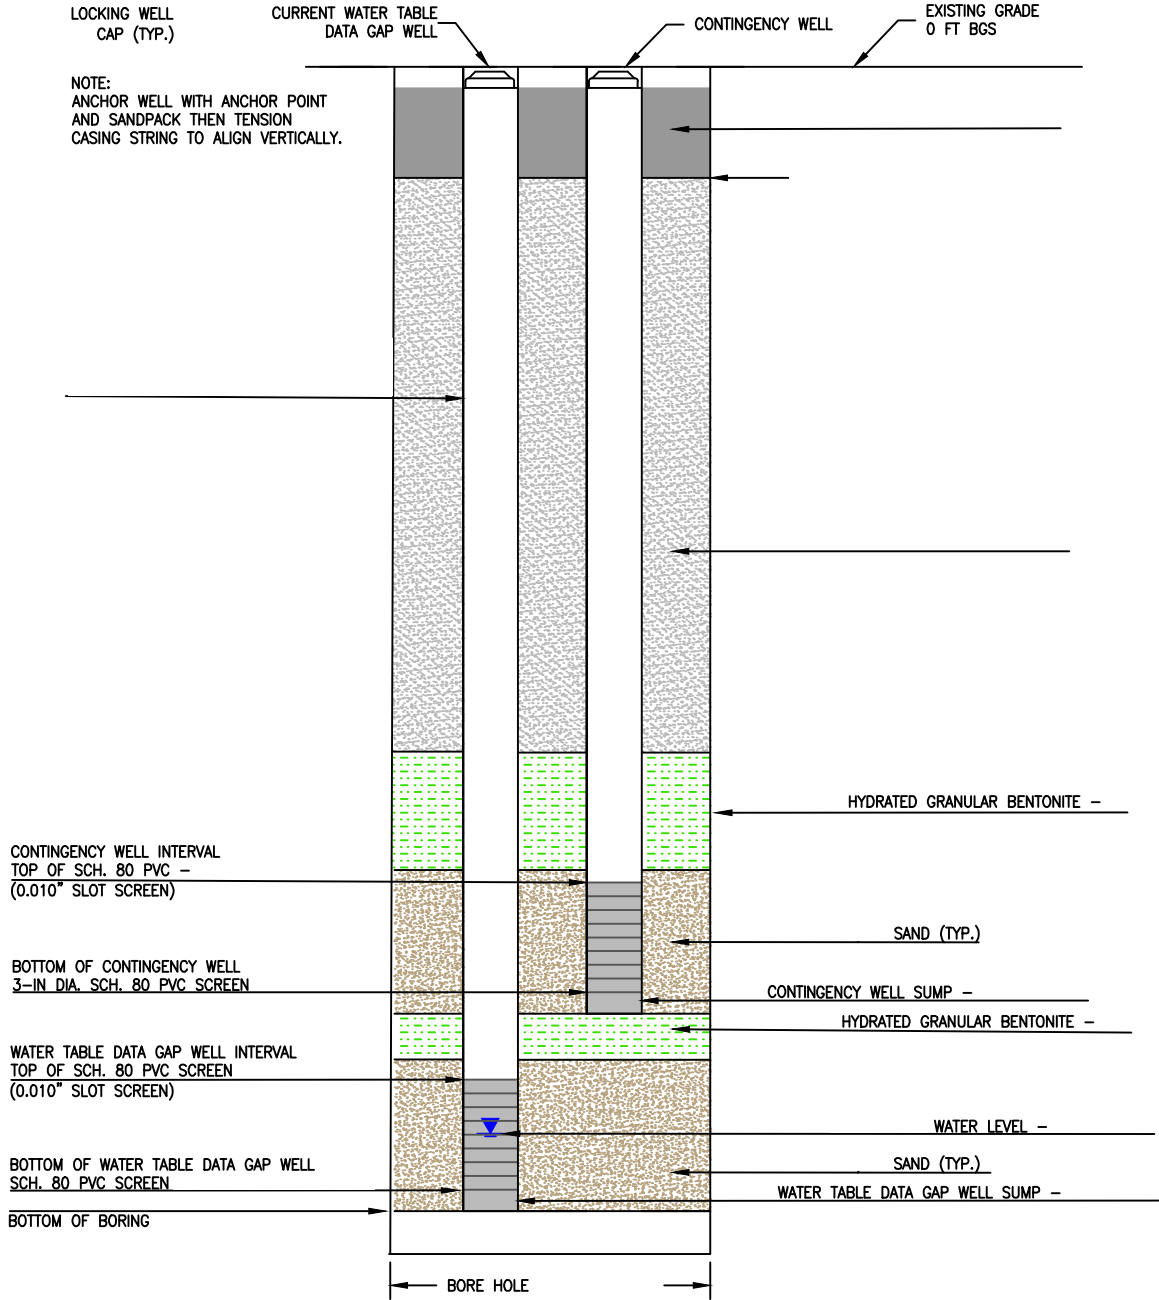 LOCKING WELL
CAP (TYP.)
CURRENT WATER TABLE
DATA GAP WELL
CONTINGENCY WELL
EXISTING GRADE
0 FT BGS
NOTE:
ANCHOR WELL WITH ANCHOR POINT
AND SANDPACK THEN TENSION
CASING STRING TO ALIGN VERTICALLY.
HYDRATED GRANULAR BENTONITE –
CONTINGENCY WELL INTERVAL
TOP OF SCH. 80 PVC –
(0.010" SLOT SCREEN)
SAND (TYP.)
BOTTOM OF CONTINGENCY WELL
3–IN DIA. SCH. 80 PVC SCREEN
CONTINGENCY WELL SUMP –
HYDRATED GRANULAR BENTONITE –
WATER TABLE DATA GAP WELL INTERVAL
TOP OF SCH. 80 PVC SCREEN
(0.010" SLOT SCREEN)
WATER LEVEL –
BOTTOM OF WATER TABLE DATA GAP WELL
SCH. 80 PVC SCREEN
SAND (TYP.)
WATER TABLE DATA GAP WELL SUMP –
BOTTOM OF BORING
BORE HOLE